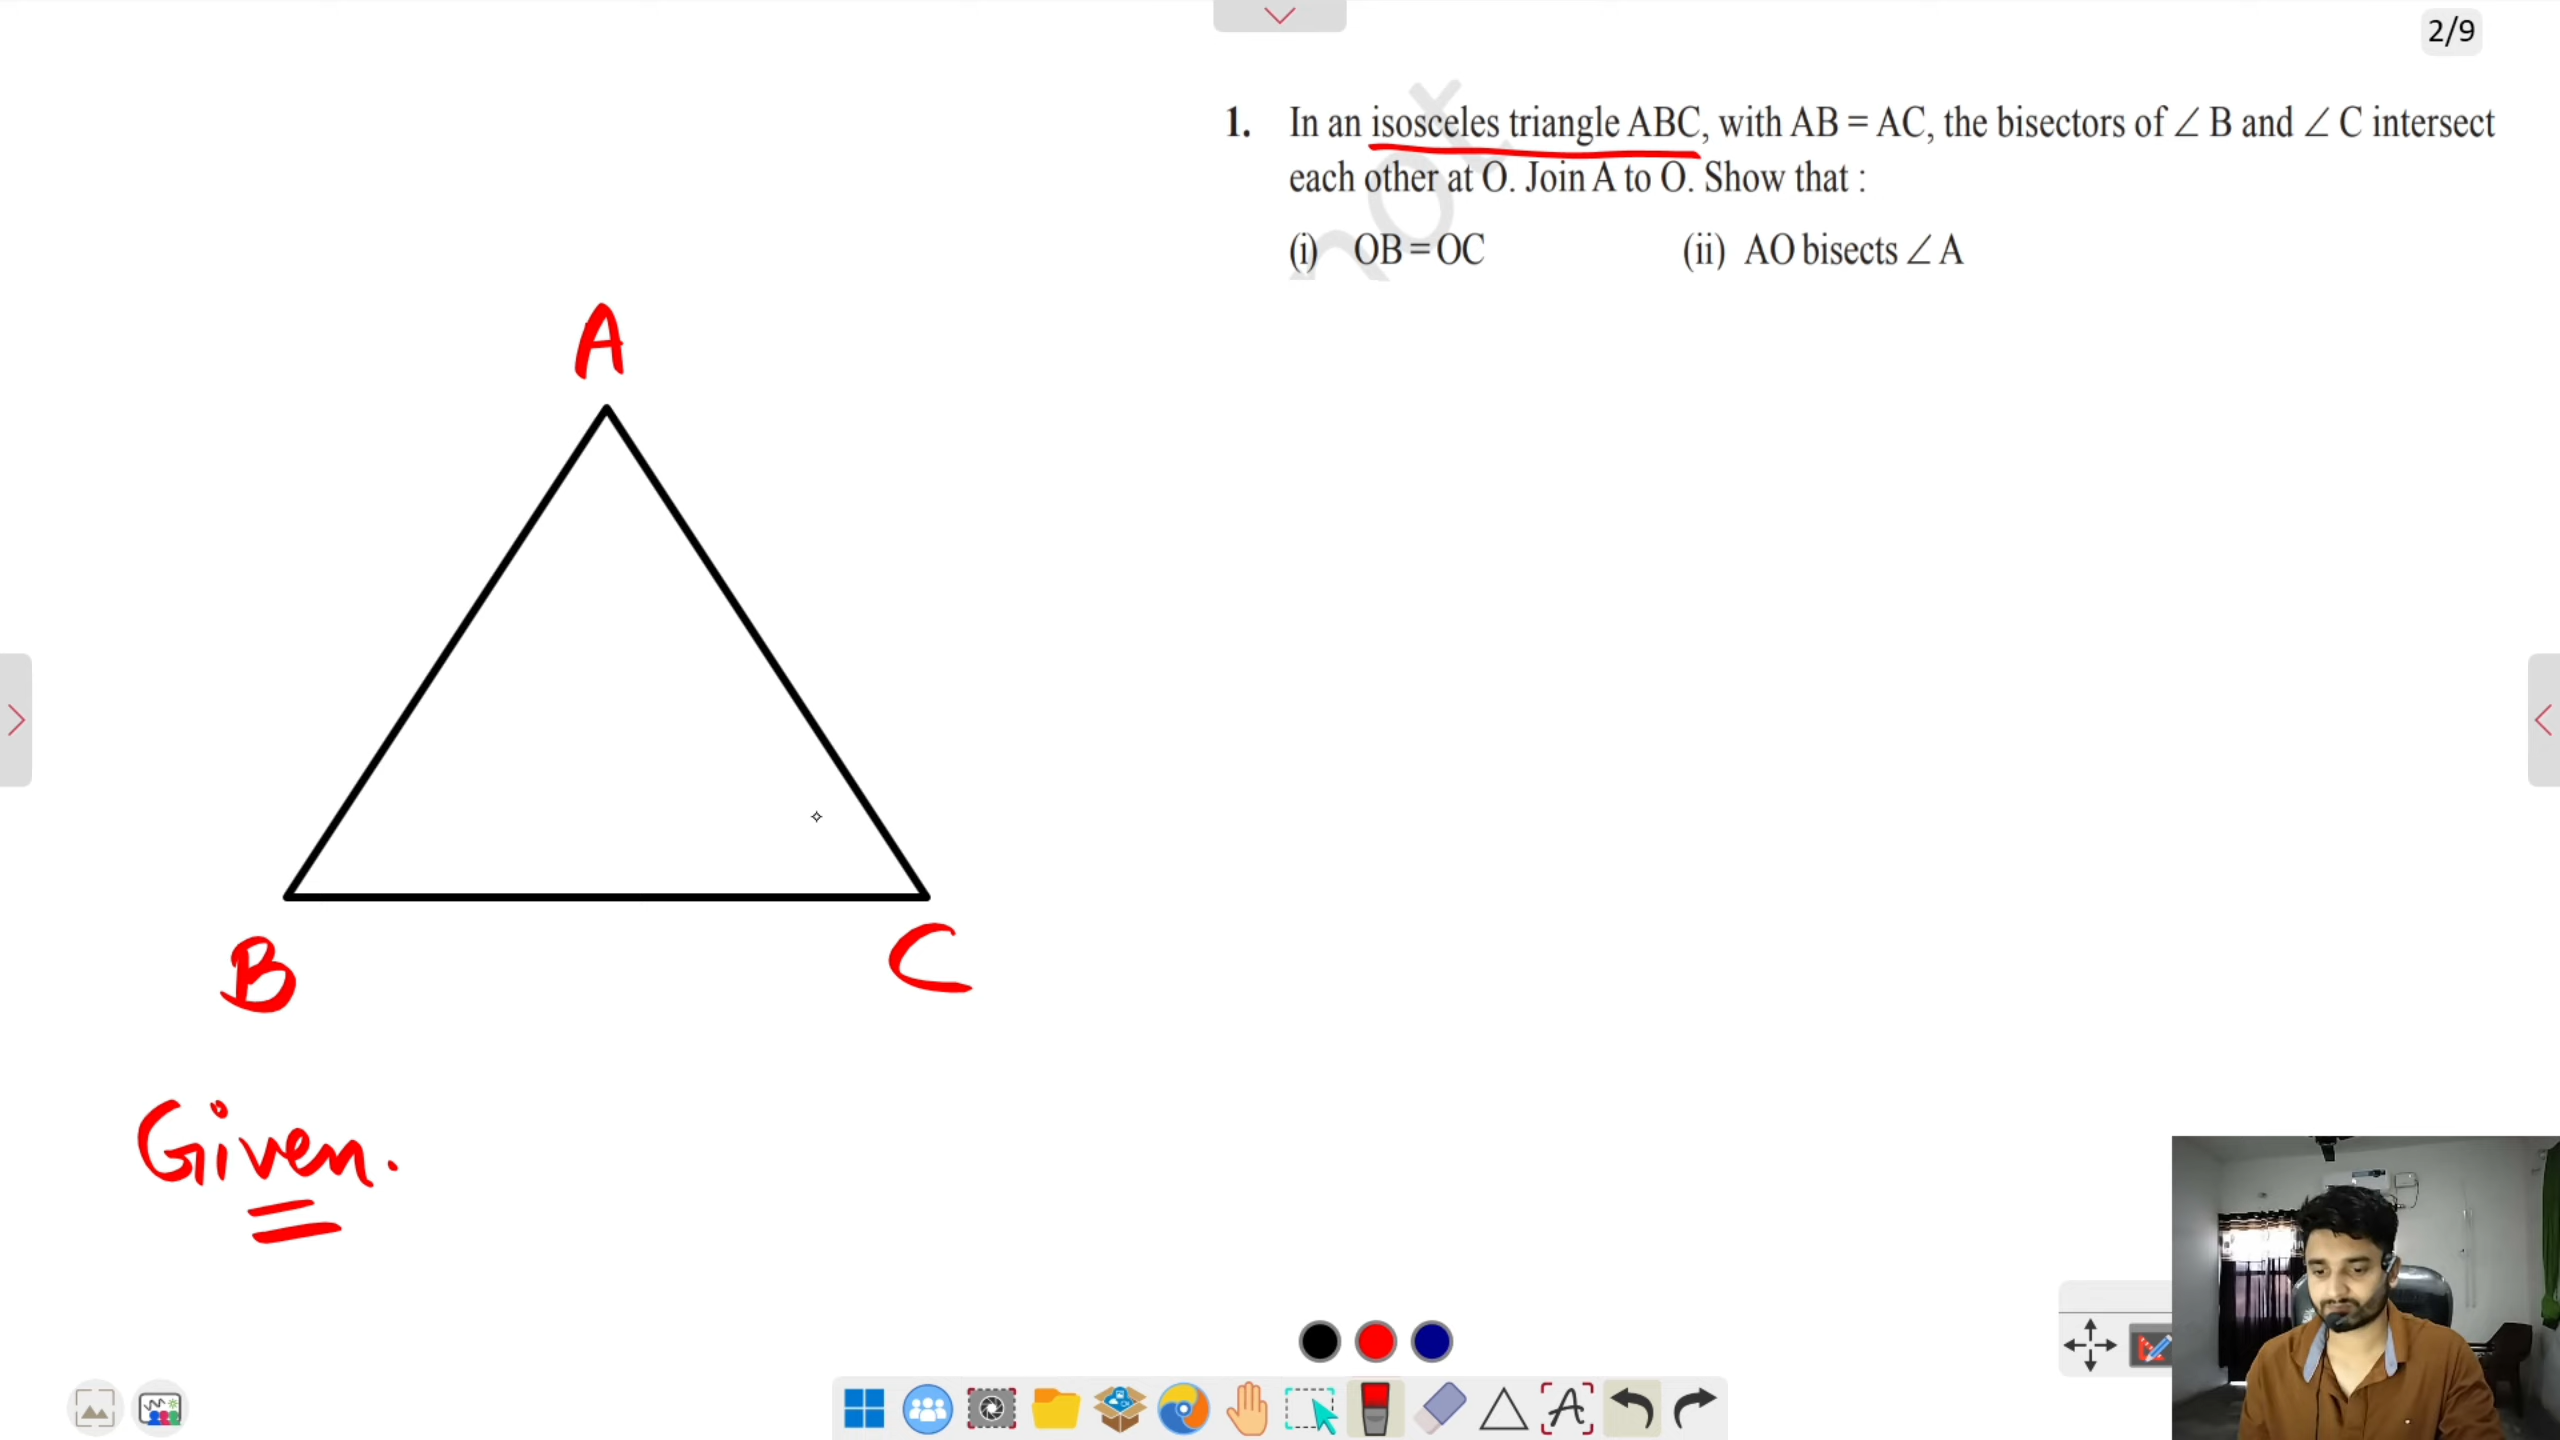 2/9
1. In an isosceles triangle ABC, with AB = AC, the bisectors of ∠ B and ∠ C intersect
each other at O. Join A to O. Show that :
(i) OB = OC (ii) AO bisects ∠ A
not
A
B C
Given.